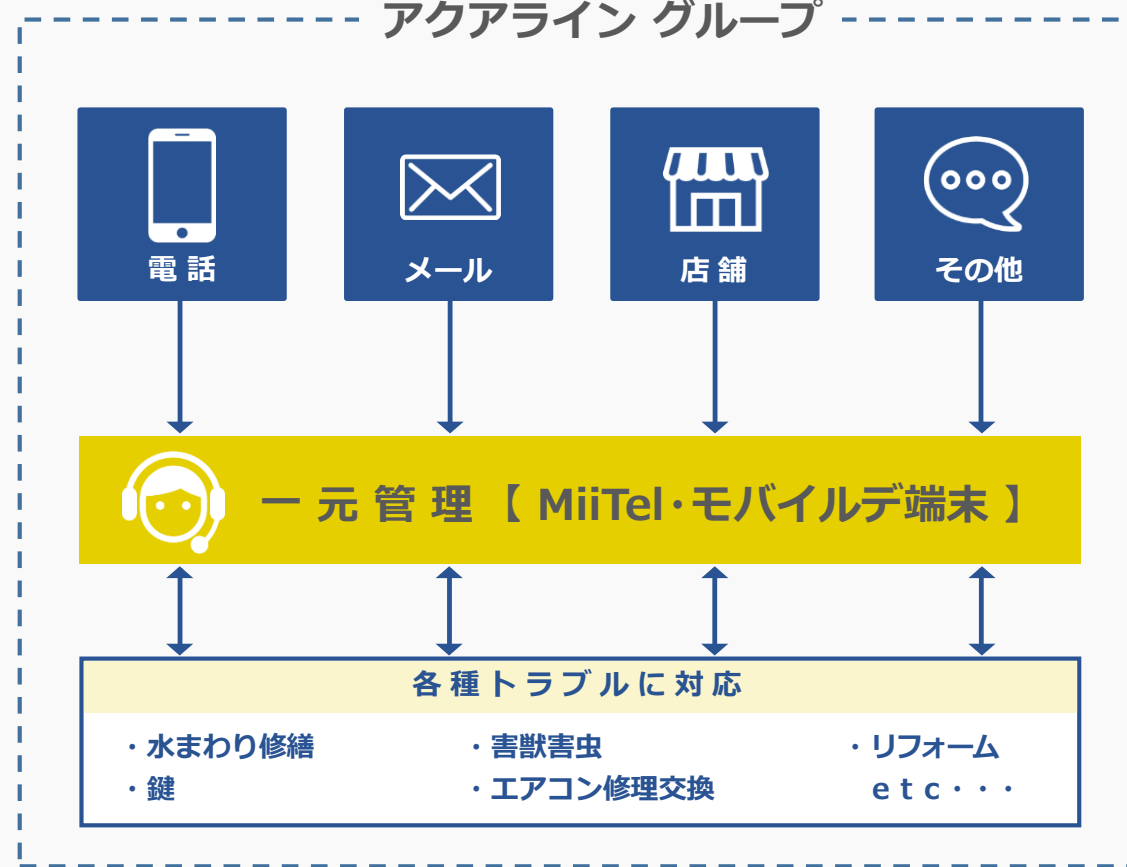 アクアライン グループ
電話
メール
店舗
その他
一元管理【 MiiTel・モバイルデ端末 】
各種トラブルに対応
・水まわり修繕
・害獣害虫
・リフォーム
・鍵
・エアコン修理交換
etc・・・